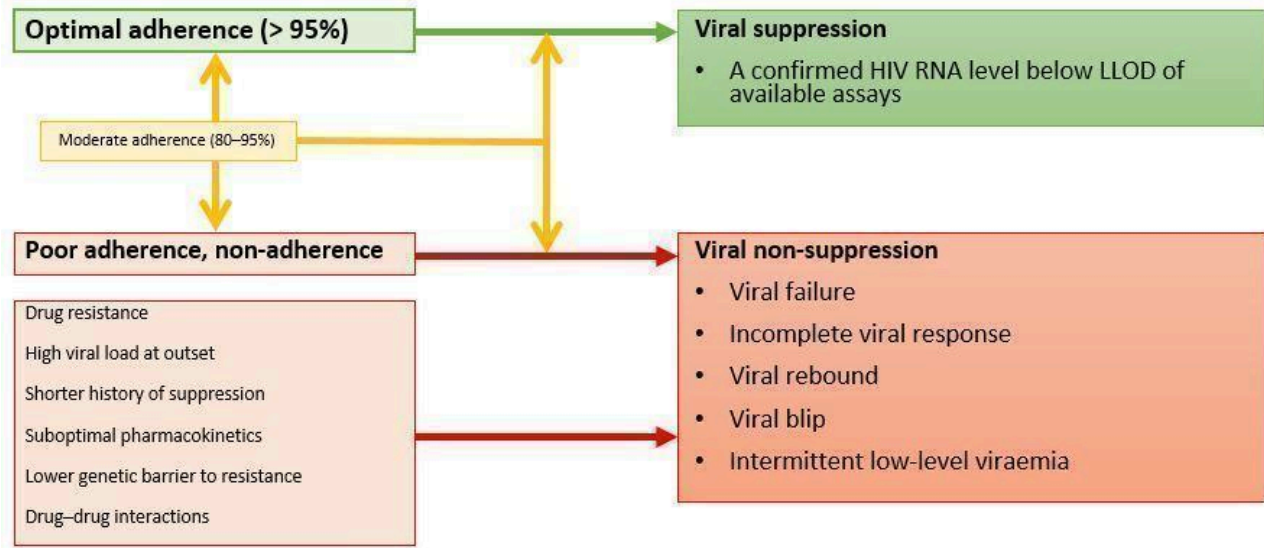 Optimal adherence (> 95%)
Viral suppression
• A confirmed HIV RNA level below LLOD of
available assays
Moderate adherence (80–95%)
Poor adherence, non-adherence
Viral non-suppression
• Viral failure
• Incomplete viral response
• Viral rebound
• Viral blip
• Intermittent low-level viraemia
Drug resistance
High viral load at outset
Shorter history of suppression
Suboptimal pharmacokinetics
Lower genetic barrier to resistance
Drug–drug interactions